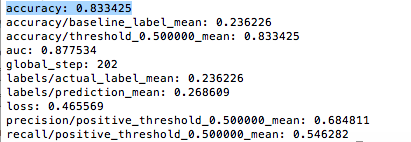 accuracy: 0.833425
accuracy/baseline_label_mean: 0.236226
accuracy/threshold_0.500000_mean: 0.833425
auc: 0.877534
global_step: 202
labels/actual_label_mean: 0.236226
labels/prediction_mean: 0.268609
loss: 0.465569
precision/positive_threshold_0.500000_mean: 0.684811
recall/positive_threshold_0.500000_mean: 0.546282